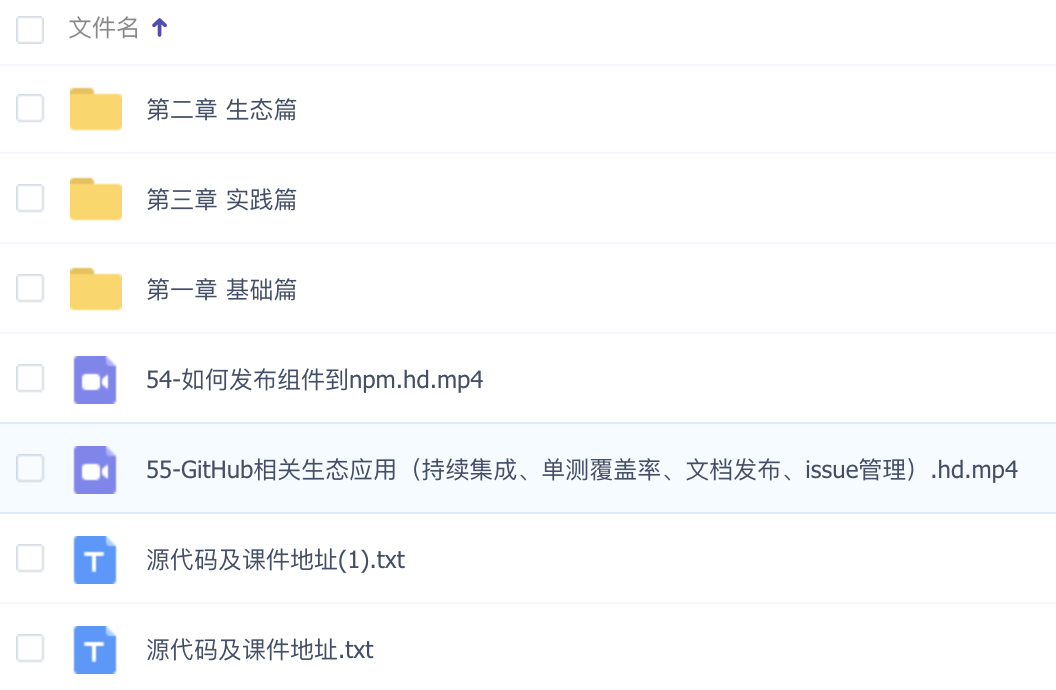 文件名
第二章 生态篇
第三章 实践篇
第一章 基础篇
54-如何发布组件到npm.hd.mp4
55-GitHub相关生态应用（持续集成、单测覆盖率、文档发布、issue管理）.hd.mp4
源代码及课件地址(1).txt
源代码及课件地址.txt